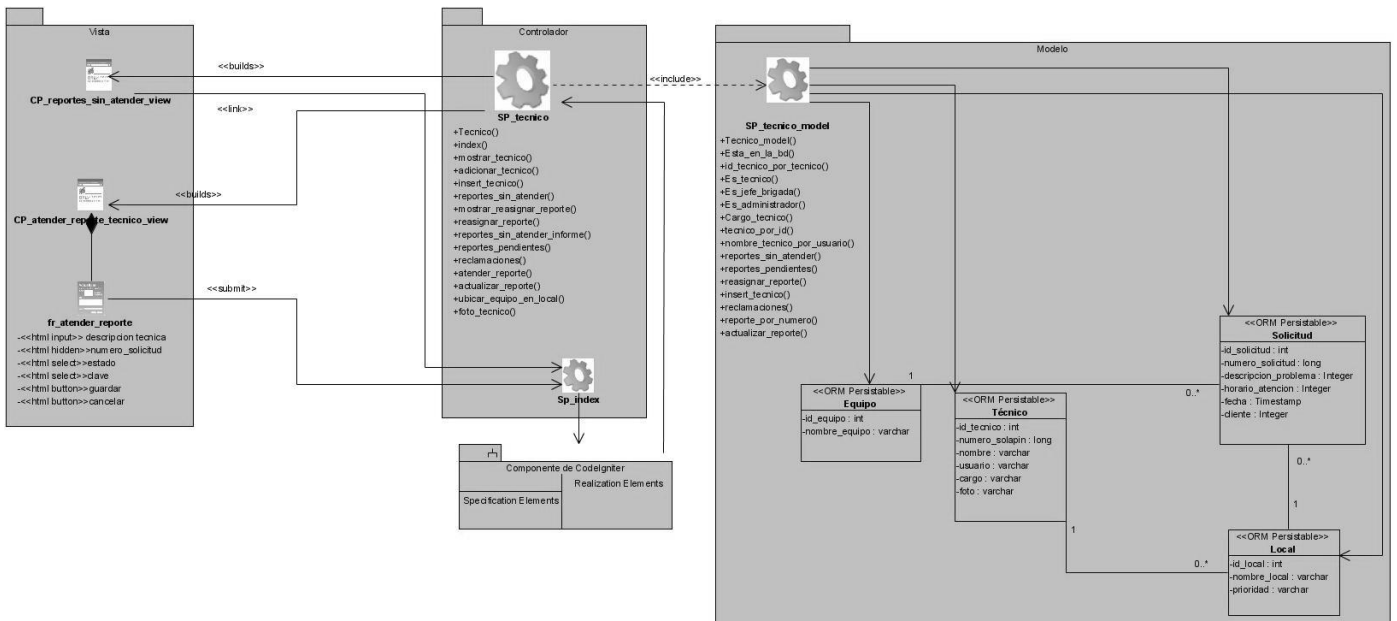 Vista
CP_reportes_sin_atender_view
CP_atender_reporte_tecnico_view
fr_atender_reporte
-<<html input>> descripcion tecnica
-<<html hidden>>numero_solicitud
-<<html select>>estado
-<<html select>>clave
-<<html button>>guardar
-<<html button>>cancelar
<<builds>>
<<link>>
<<builds>>
<<submit>>
Controlador
SP_tecnico
+Tecnico()
+index()
+mostrar_tecnico()
+adicionar_tecnico()
+insert_tecnico()
+reportes_sin_atender()
+mostrar_reasignar_reporte()
+reasignar_reporte()
+reportes_sin_atender_informe()
+reportes_pendientes()
+reclamaciones()
+atender_reporte()
+actualizar_reporte()
+ubicar_equipo_en_local()
+foto_tecnico()
Sp_index
Componente de CodeIgniter
Specification Elements
Realization Elements
<<include>>
Modelo
SP_tecnico_model
+Tecnico_model()
+Esta_en_la_bd()
+id_tecnico_por_tecnico()
+Es_tecnico()
+Es_jefe_brigada()
+Es_administrador()
+Cargo_tecnico()
+tecnico_por_id()
+nombre_tecnico_por_usuario()
+reportes_sin_atender()
+reportes_pendientes()
+reasignar_reporte()
+insert_tecnico()
+reclamaciones()
+reporte_por_numero()
+actualizar_reporte()
<<ORM Persistable>>
Equipo
-id_equipo : int
-nombre_equipo : varchar
<<ORM Persistable>>
Técnico
-id_tecnico : int
-numero_solapin : long
-nombre : varchar
-usuario : varchar
-cargo : varchar
-foto : varchar
<<ORM Persistable>>
Solicitud
-id_solicitud : int
-numero_solicitud : long
-descripcion_problema : Integer
-horario_atencion : Integer
-fecha : Timestamp
-cliente : Integer
<<ORM Persistable>>
Local
-id_local : int
-nombre_local : varchar
-prioridad : varchar
1
0..*
0..*
1
1
0..*